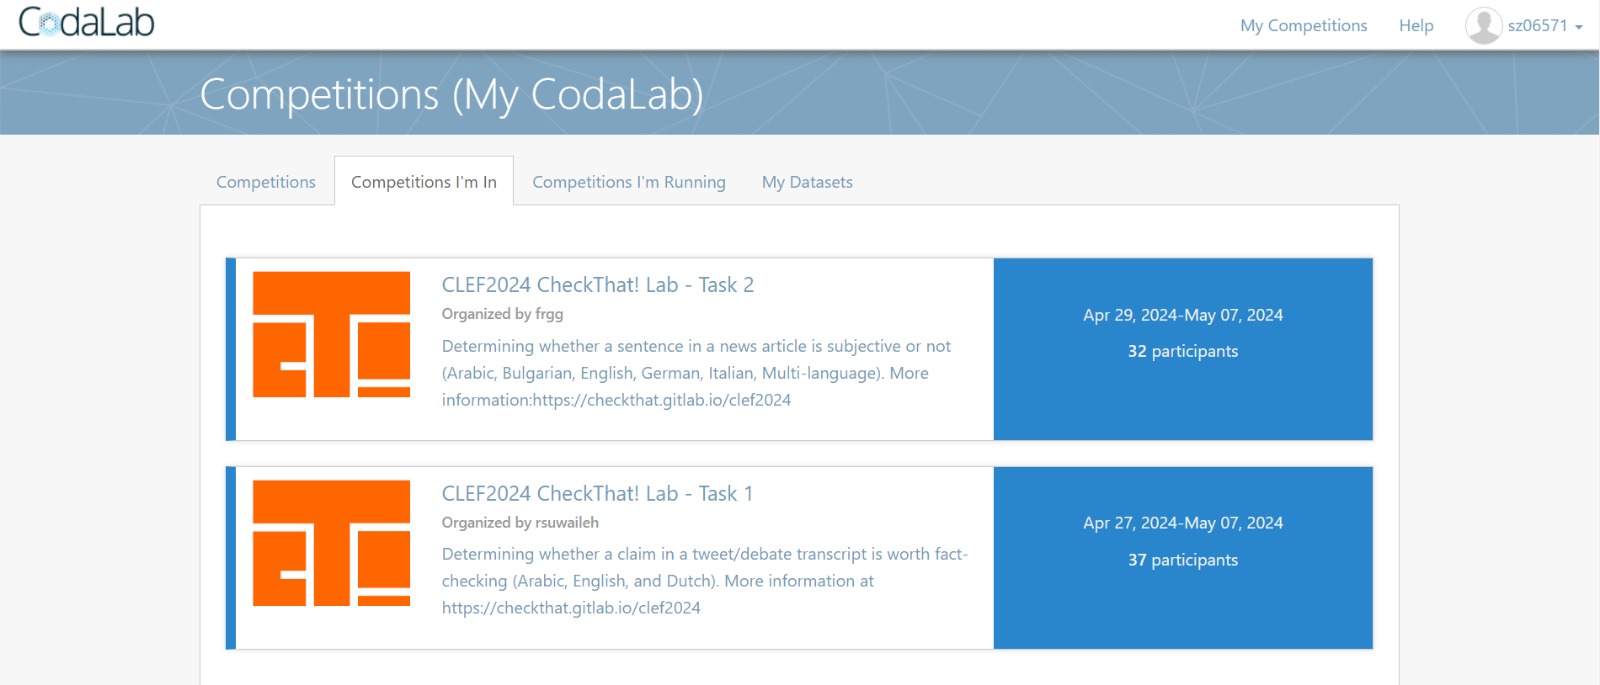 CodaLab
My Competitions Help sz06571
Competitions (My CodaLab)
Competitions Competitions I'm In Competitions I'm Running My Datasets
CLEF2024 CheckThat! Lab - Task 2
Organized by frgg
Determining whether a sentence in a news article is subjective or not
(Arabic, Bulgarian, English, German, Italian, Multi-language). More
information:https://checkthat.gitlab.io/clef2024
Apr 29, 2024-May 07, 2024
32 participants
CLEF2024 CheckThat! Lab - Task 1
Organized by rsuwaileh
Determining whether a claim in a tweet/debate transcript is worth fact-
checking (Arabic, English, and Dutch). More information at
https://checkthat.gitlab.io/clef2024
Apr 27, 2024-May 07, 2024
37 participants